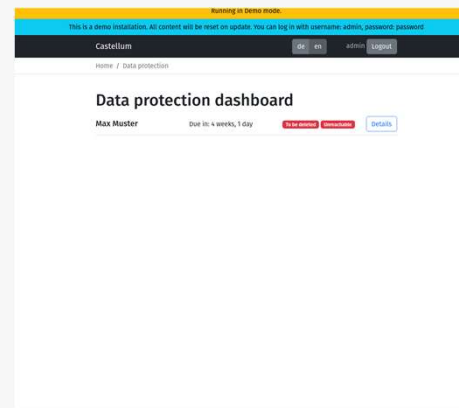 Running in Demo mode.
This is a demo installation. All content will be reset on update. You can log in with username: admin, password: password
Castellum de en admin Logout
Home / Data protection
Data protection dashboard
Max Muster Due in: 4 weeks, 1 day To be deleted Unreachable Details